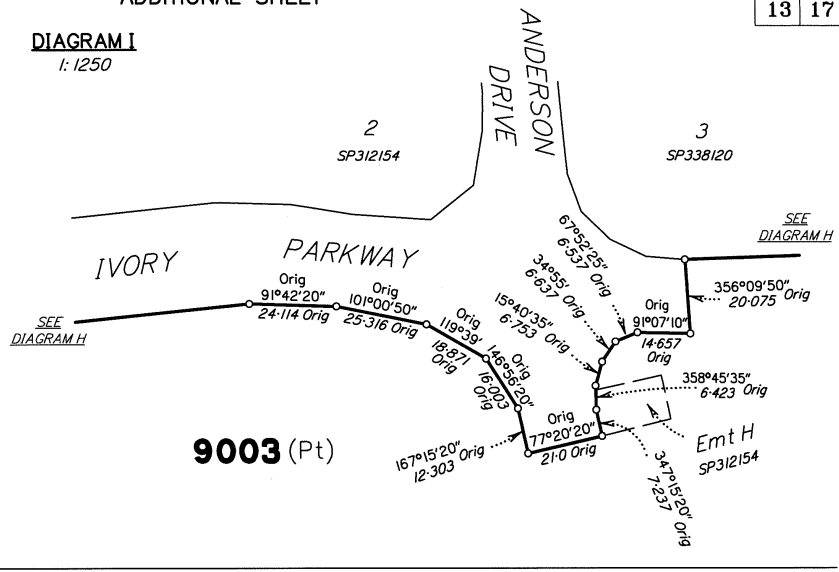 ADDITIONAL SHEET
13 17
DIAGRAM I
1:1250
ANDERSON
DRIVE
2
SP312154
3
SP338120
SEE
DIAGRAM H
IVORY PARKWAY
67°52'25"
6·537 Orig
34°55'
6·637 Orig
15°40'35"
6·753 Orig
Orig
91°07'10"
14·657
Orig
356°09'50"
20·075 Orig
SEE
DIAGRAM H
Orig
91°42'20"
24·114 Orig
Orig
101°00'50"
25·316 Orig
Orig
119°39'
18·871
Orig
146°56'20"
16·003
Orig
358°45'35"
6·423 Orig
9003 (Pt)
167°15'20"
12·303 Orig
Orig
77°20'20"
21·0 Orig
347°15'20"
7·237 Orig
Emt H
SP312154